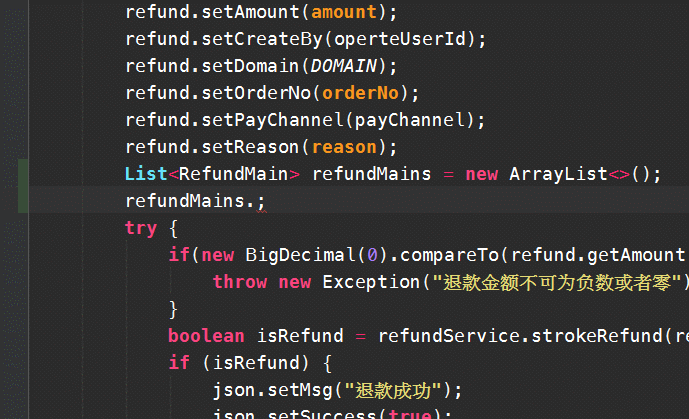 refund.setAmount(amount);
refund.setCreateBy(operteUserId);
refund.setDomain(DOMAIN);
refund.setOrderNo(orderNo);
refund.setPayChannel(payChannel);
refund.setReason(reason);
List<RefundMain> refundMains = new ArrayList<>();
refundMains.;
try {
if(new BigDecimal(0).compareTo(refund.getAmount
throw new Exception("退款金额不可为负数或者零")
}
boolean isRefund = refundService.strokeRefund(re
if (isRefund) {
json.setMsg("退款成功");
json.setSuccess(true);